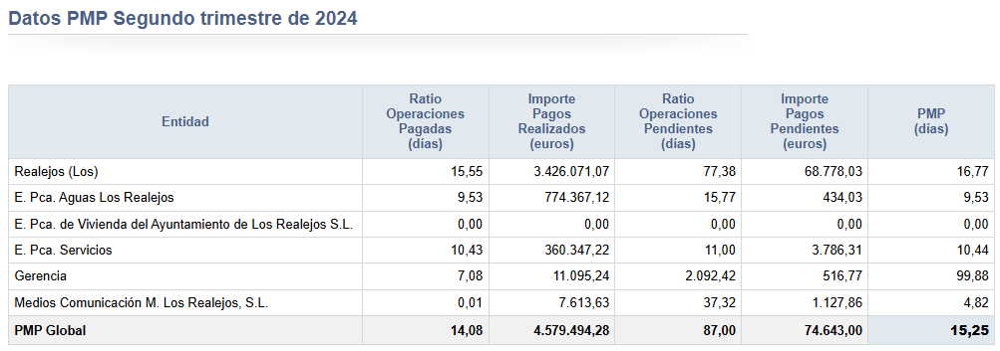 Datos PMP Segundo trimestre de 2024
Entidad
Ratio
Operaciones
Pagadas
(días)
Importe
Pagos
Realizados
(euros)
Ratio
Operaciones
Pendientes
(días)
Importe
Pagos
Pendientes
(euros)
PMP
(días)
Realejos (Los) 15,55 3.426.071,07 77,38 68.778,03 16,77
E. Pca. Aguas Los Realejos 9,53 774.367,12 15,77 434,03 9,53
E. Pca. de Vivienda del Ayuntamiento de Los Realejos S.L. 0,00 0,00 0,00 0,00 0,00
E. Pca. Servicios 10,43 360.347,22 11,00 3.786,31 10,44
Gerencia 7,08 11.095,24 2.092,42 516,77 99,88
Medios Comunicación M. Los Realejos, S.L. 0,01 7.613,63 37,32 1.127,86 4,82
PMP Global 14,08 4.579.494,28 87,00 74.643,00 15,25